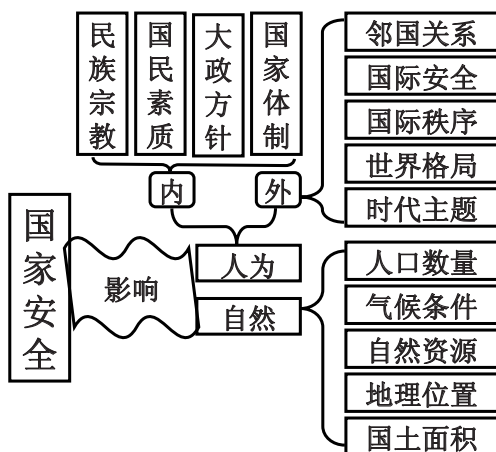 民族宗教
国民素质
大政方针
国家体制
邻国关系
国际安全
国际秩序
世界格局
时代主题
内
外
国家安全
影响
人为
自然
人口数量
气候条件
自然资源
地理位置
国土面积